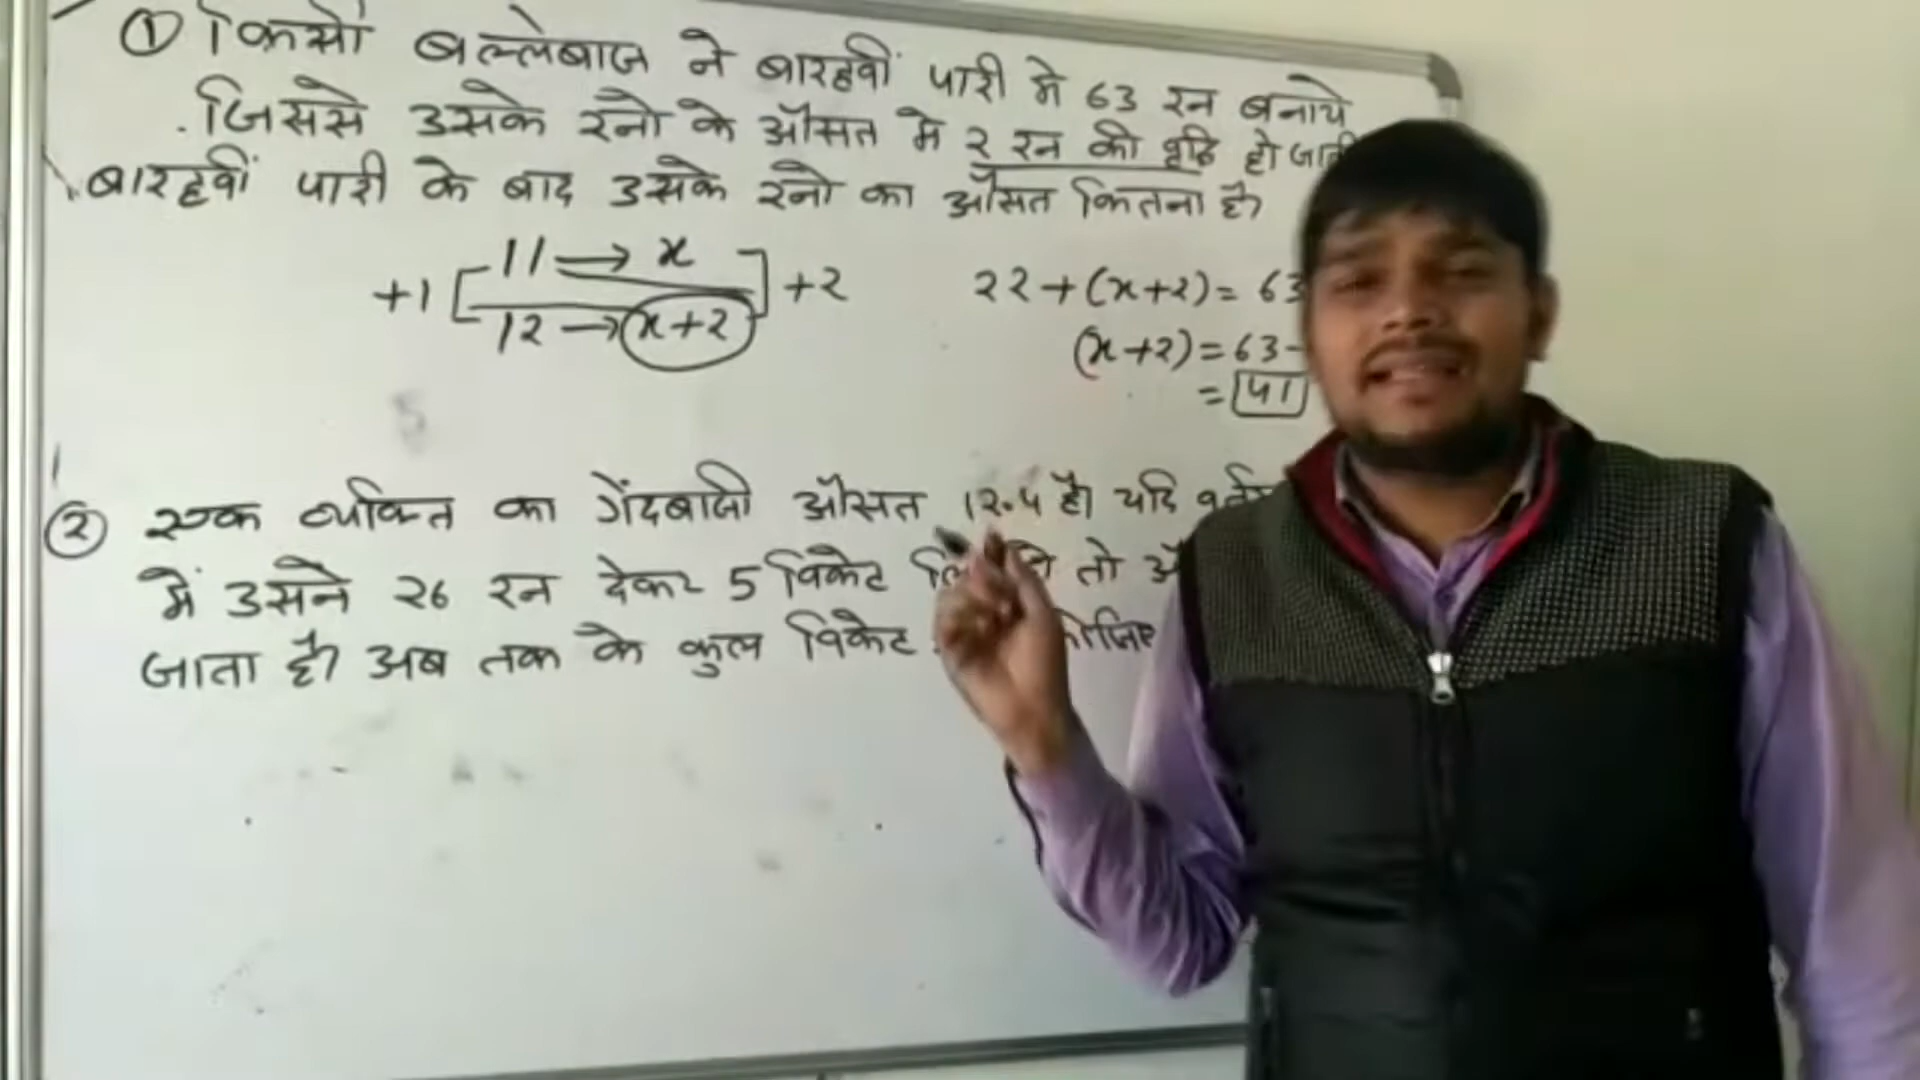 ① किसी बल्लेबाज ने बारहवीं पारी मे 63 रन बनाये
जिससे उसके रनो के औसत मे 2 रन की वृद्धि हो जाती
बारहवीं पारी के बाद उसके रनो का औसत कितना है
+1 [ 11 → x ] +2
12 → x+2
22+(x+2)= 63
(x+2)=63-
= 41
② एक व्यक्ति का गेंदबाजी औसत 12.4 है। यदि
में उसने 26 रन देकर 5 विकेट तो
जाता है। अब तक के कुल विकेट कीजिए